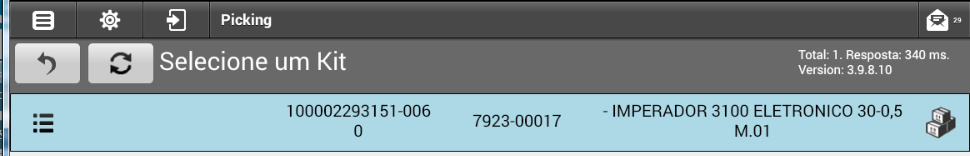 Picking
29
Selecione um Kit
Total: 1. Resposta: 340 ms.
Version: 3.9.8.10
100002293151-006
0
7923-00017
- IMPERADOR 3100 ELETRONICO 30-0,5
M.01